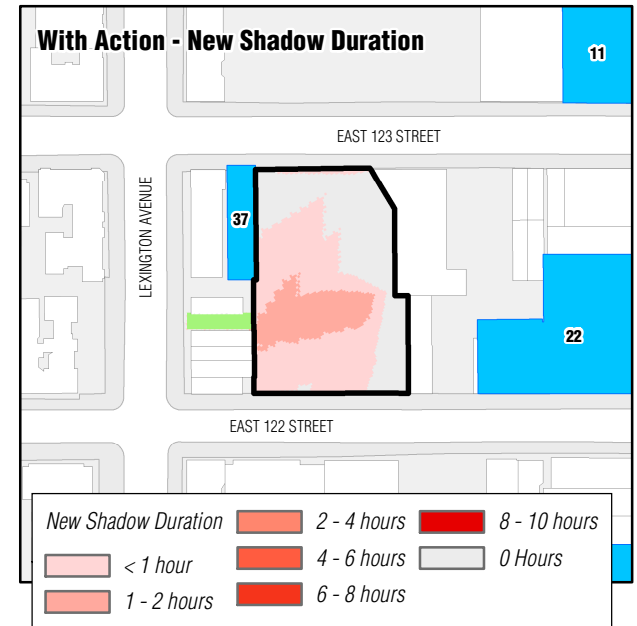 With Action - New Shadow Duration
11
EAST 123 STREET
LEXINGTON AVENUE
37
22
EAST 122 STREET
New Shadow Duration
< 1 hour
1 - 2 hours
2 - 4 hours
4 - 6 hours
6 - 8 hours
8 - 10 hours
0 Hours